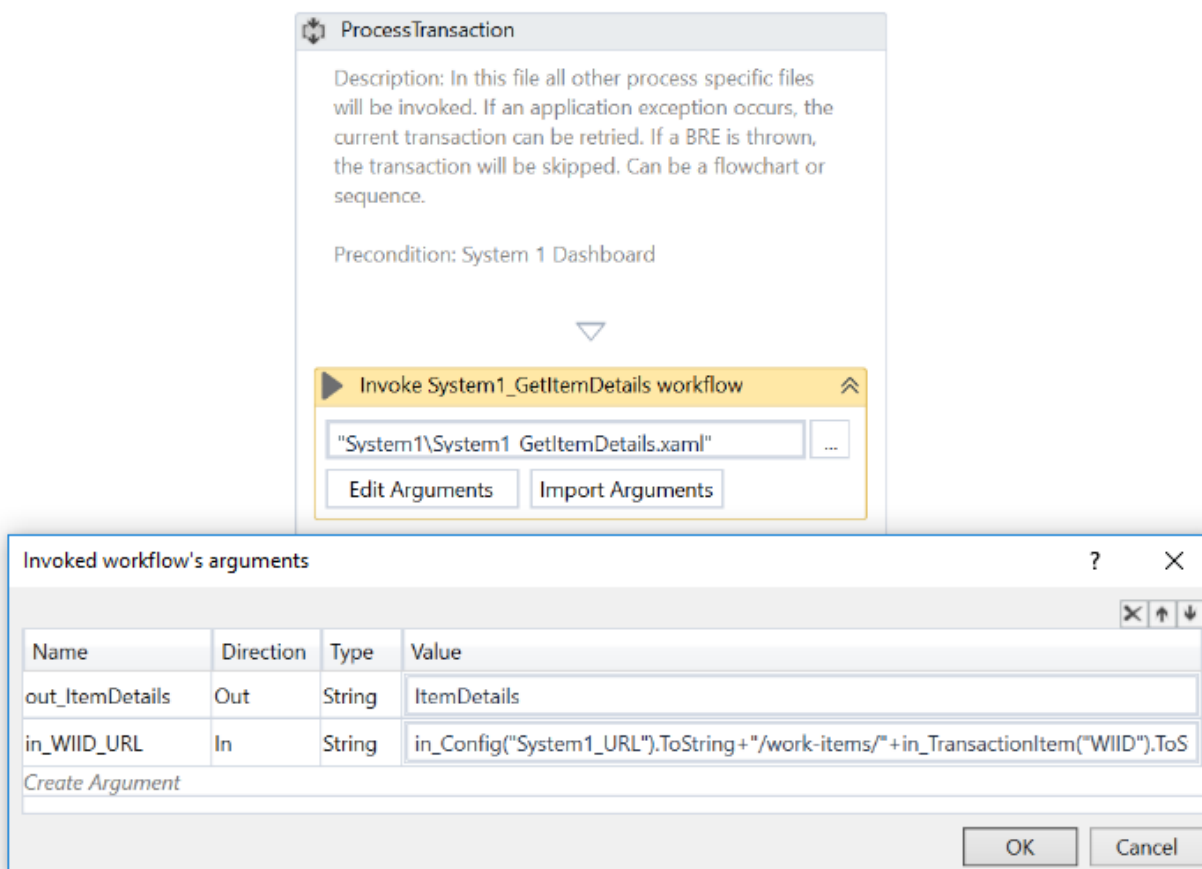 ProcessTransaction
Description: In this file all other process specific files
will be invoked. If an application exception occurs, the
current transaction can be retried. If a BRE is thrown,
the transaction will be skipped. Can be a flowchart or
sequence.
Precondition: System 1 Dashboard
Invoke System1_GetItemDetails workflow
"System1\System1_GetItemDetails.xaml"
...
Edit Arguments Import Arguments
Invoked workflow's arguments ?
Name Direction Type Value
out_ItemDetails Out String ItemDetails
in_WIID_URL In String in_Config("System1_URL").ToString+"/work-items/"+in_TransactionItem("WIID").ToS
Create Argument
OK Cancel